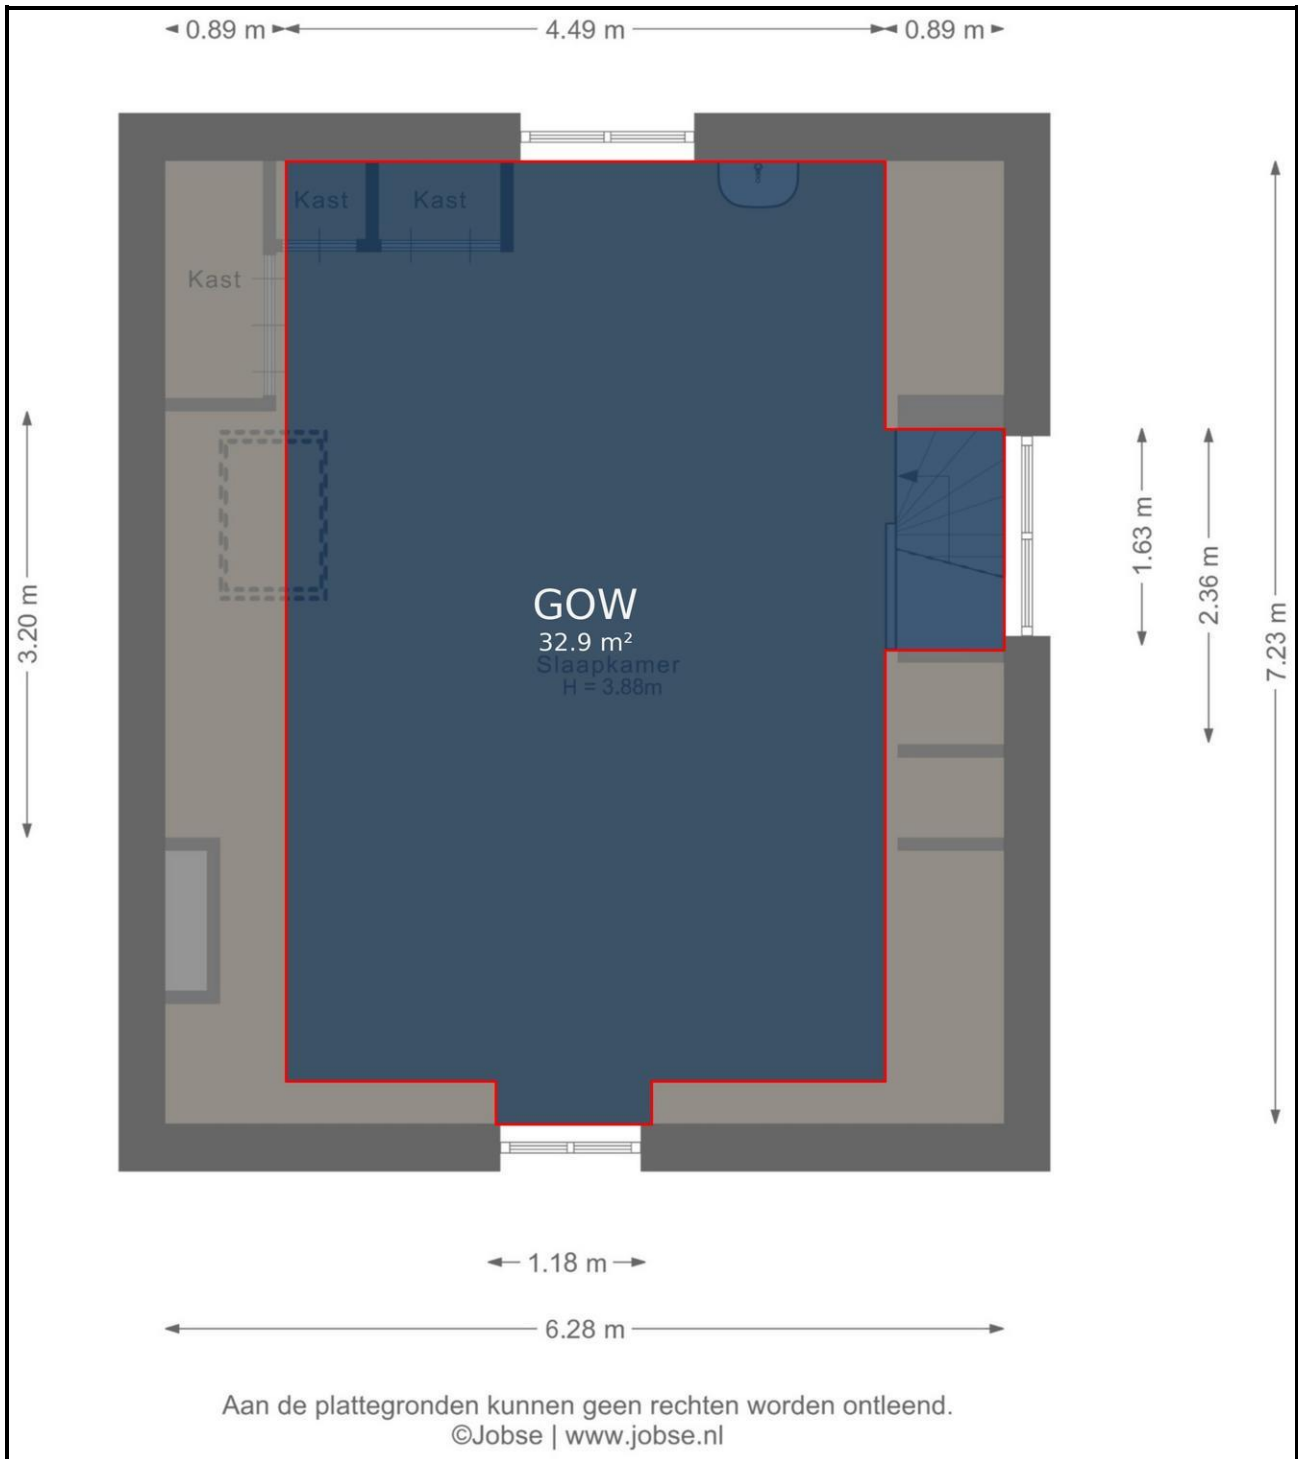 0.89 m
4.49 m
0.89 m
Kast
Kast
Kast
3.20 m
1.63 m
2.36 m
7.23 m
GOW
32.9 m²
Slaapkamer
H = 3.88m
1.18 m
6.28 m
Aan de plattegronden kunnen geen rechten worden ontleend.
©Jobse | www.jobse.nl